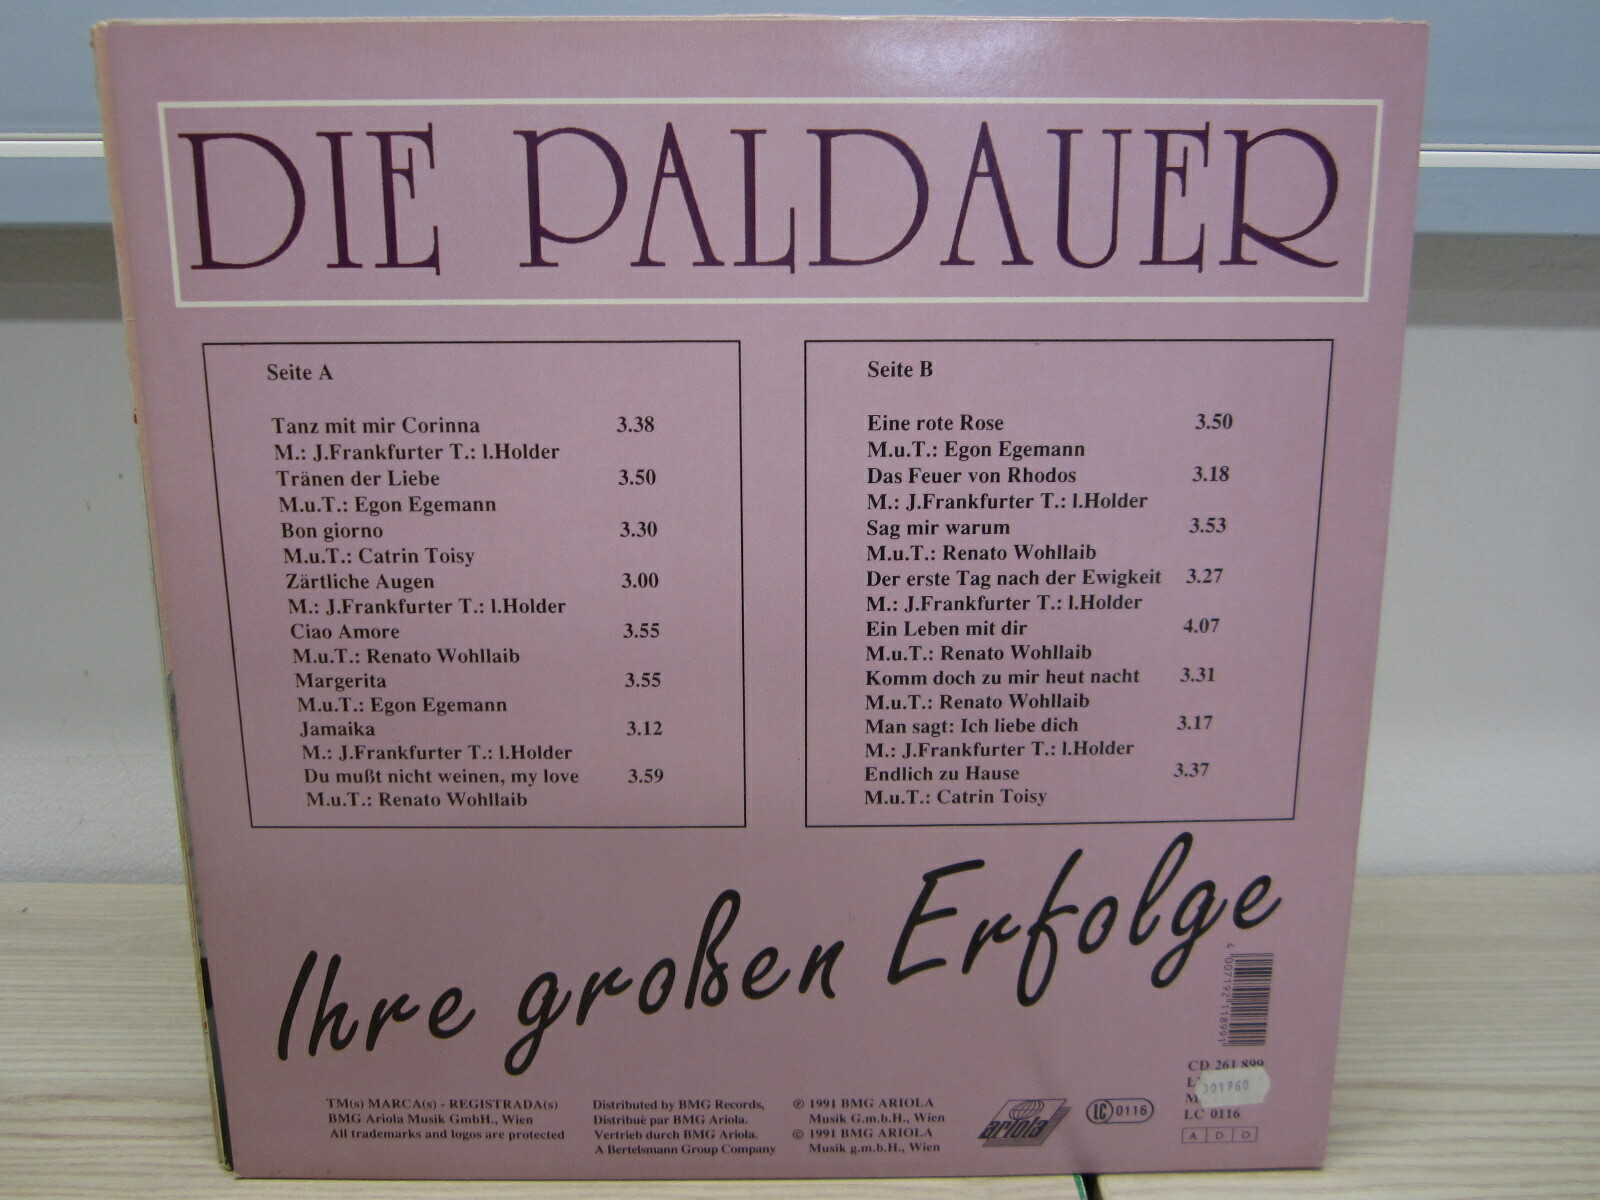 DIE PALDAUER
Seite A
Tanz mit mir Corinna 3.38
M.: J.Frankfurter T.: l.Holder
Tränen der Liebe 3.50
M.u.T.: Egon Egemann
Bon giorno 3.30
M.u.T.: Catrin Toisy
Zärtliche Augen 3.00
M.: J.Frankfurter T.: l.Holder
Ciao Amore 3.55
M.u.T.: Renato Wohllaib
Margerita 3.55
M.u.T.: Egon Egemann
Jamaika 3.12
M.: J.Frankfurter T.: l.Holder
Du mußt nicht weinen, my love 3.59
M.u.T.: Renato Wohllaib
Seite B
Eine rote Rose 3.50
M.u.T.: Egon Egemann
Das Feuer von Rhodos 3.18
M.: J.Frankfurter T.: l.Holder
Sag mir warum 3.53
M.u.T.: Renato Wohllaib
Der erste Tag nach der Ewigkeit 3.27
M.: J.Frankfurter T.: l.Holder
Ein Leben mit dir 4.07
M.u.T.: Renato Wohllaib
Komm doch zu mir heut nacht 3.31
M.u.T.: Renato Wohllaib
Man sagt: Ich liebe dich 3.17
M.: J.Frankfurter T.: l.Holder
Endlich zu Hause 3.37
M.u.T.: Catrin Toisy
Ihre großen Erfolge
4 007192 118991
TM(s) MARCA(s) - REGISTRADA(s)
BMG Ariola Musik GmbH., Wien
All trademarks and logos are protected
Distributed by BMG Records,
Distribué par BMG Ariola.
Vertrieb durch BMG Ariola.
A Bertelsmann Group Company
℗ 1991 BMG ARIOLA
Musik G.m.b.H., Wien
© 1991 BMG ARIOLA
Musik g.m.b.H., Wien
ariola
LC 0116
CD 261 899
301960
LC 0116
A D D